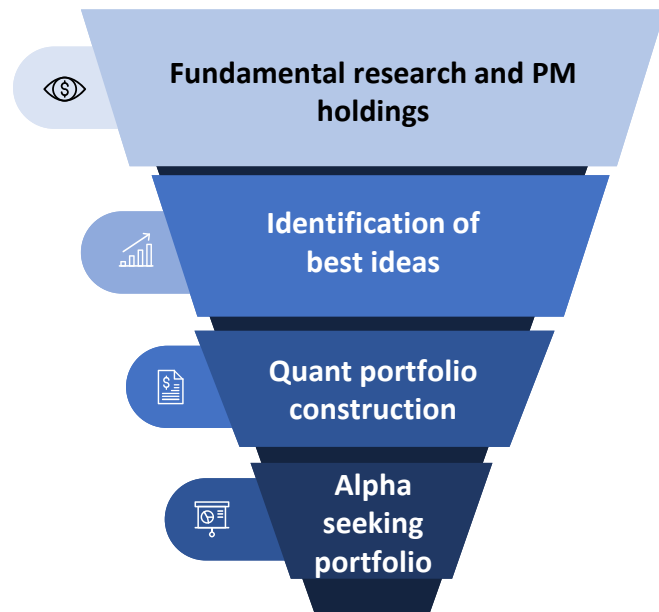 Fundamental research and PM
holdings
Identification of
best ideas
Quant portfolio
construction
Alpha
seeking
portfolio